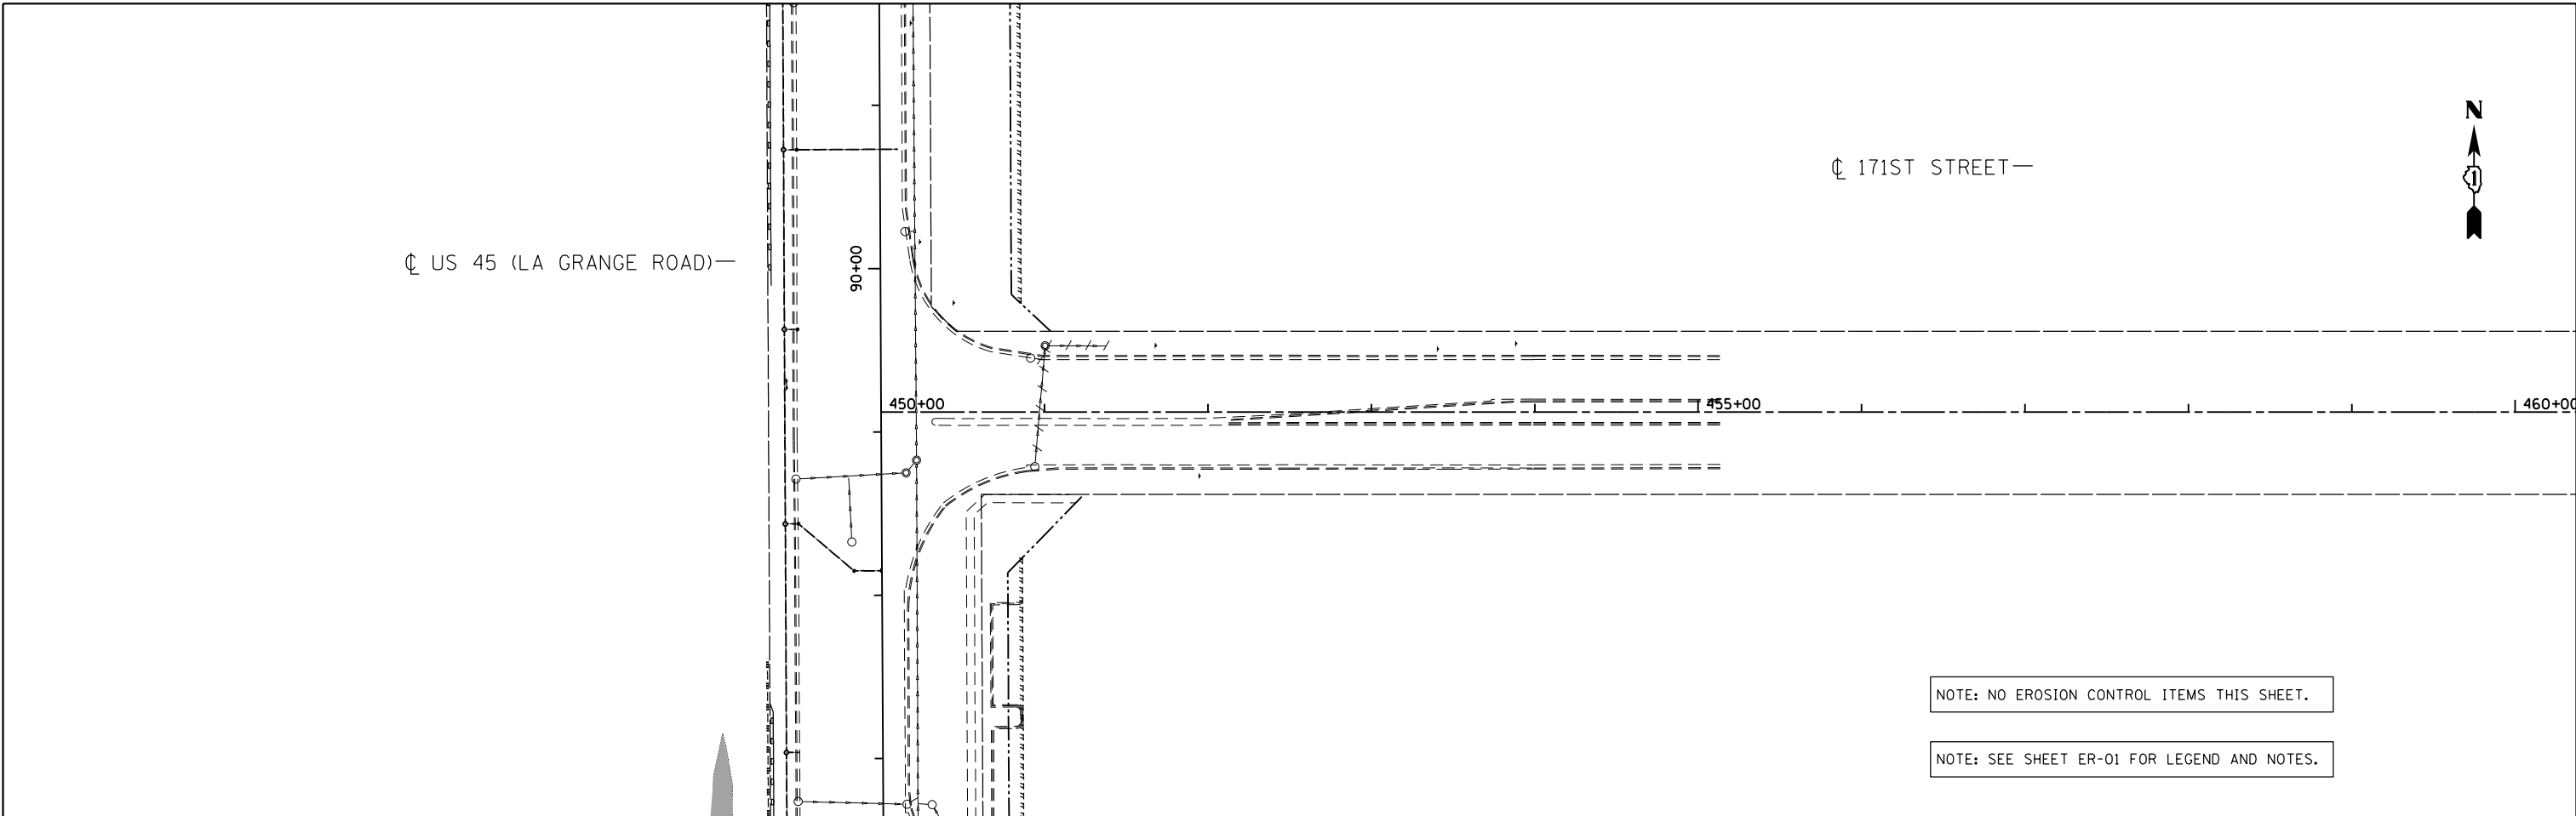 N
℄ 171ST STREET
℄ US 45 (LA GRANGE ROAD)
90+00
450+00
455+00
460+00
NOTE: NO EROSION CONTROL ITEMS THIS SHEET.
NOTE: SEE SHEET ER-01 FOR LEGEND AND NOTES.